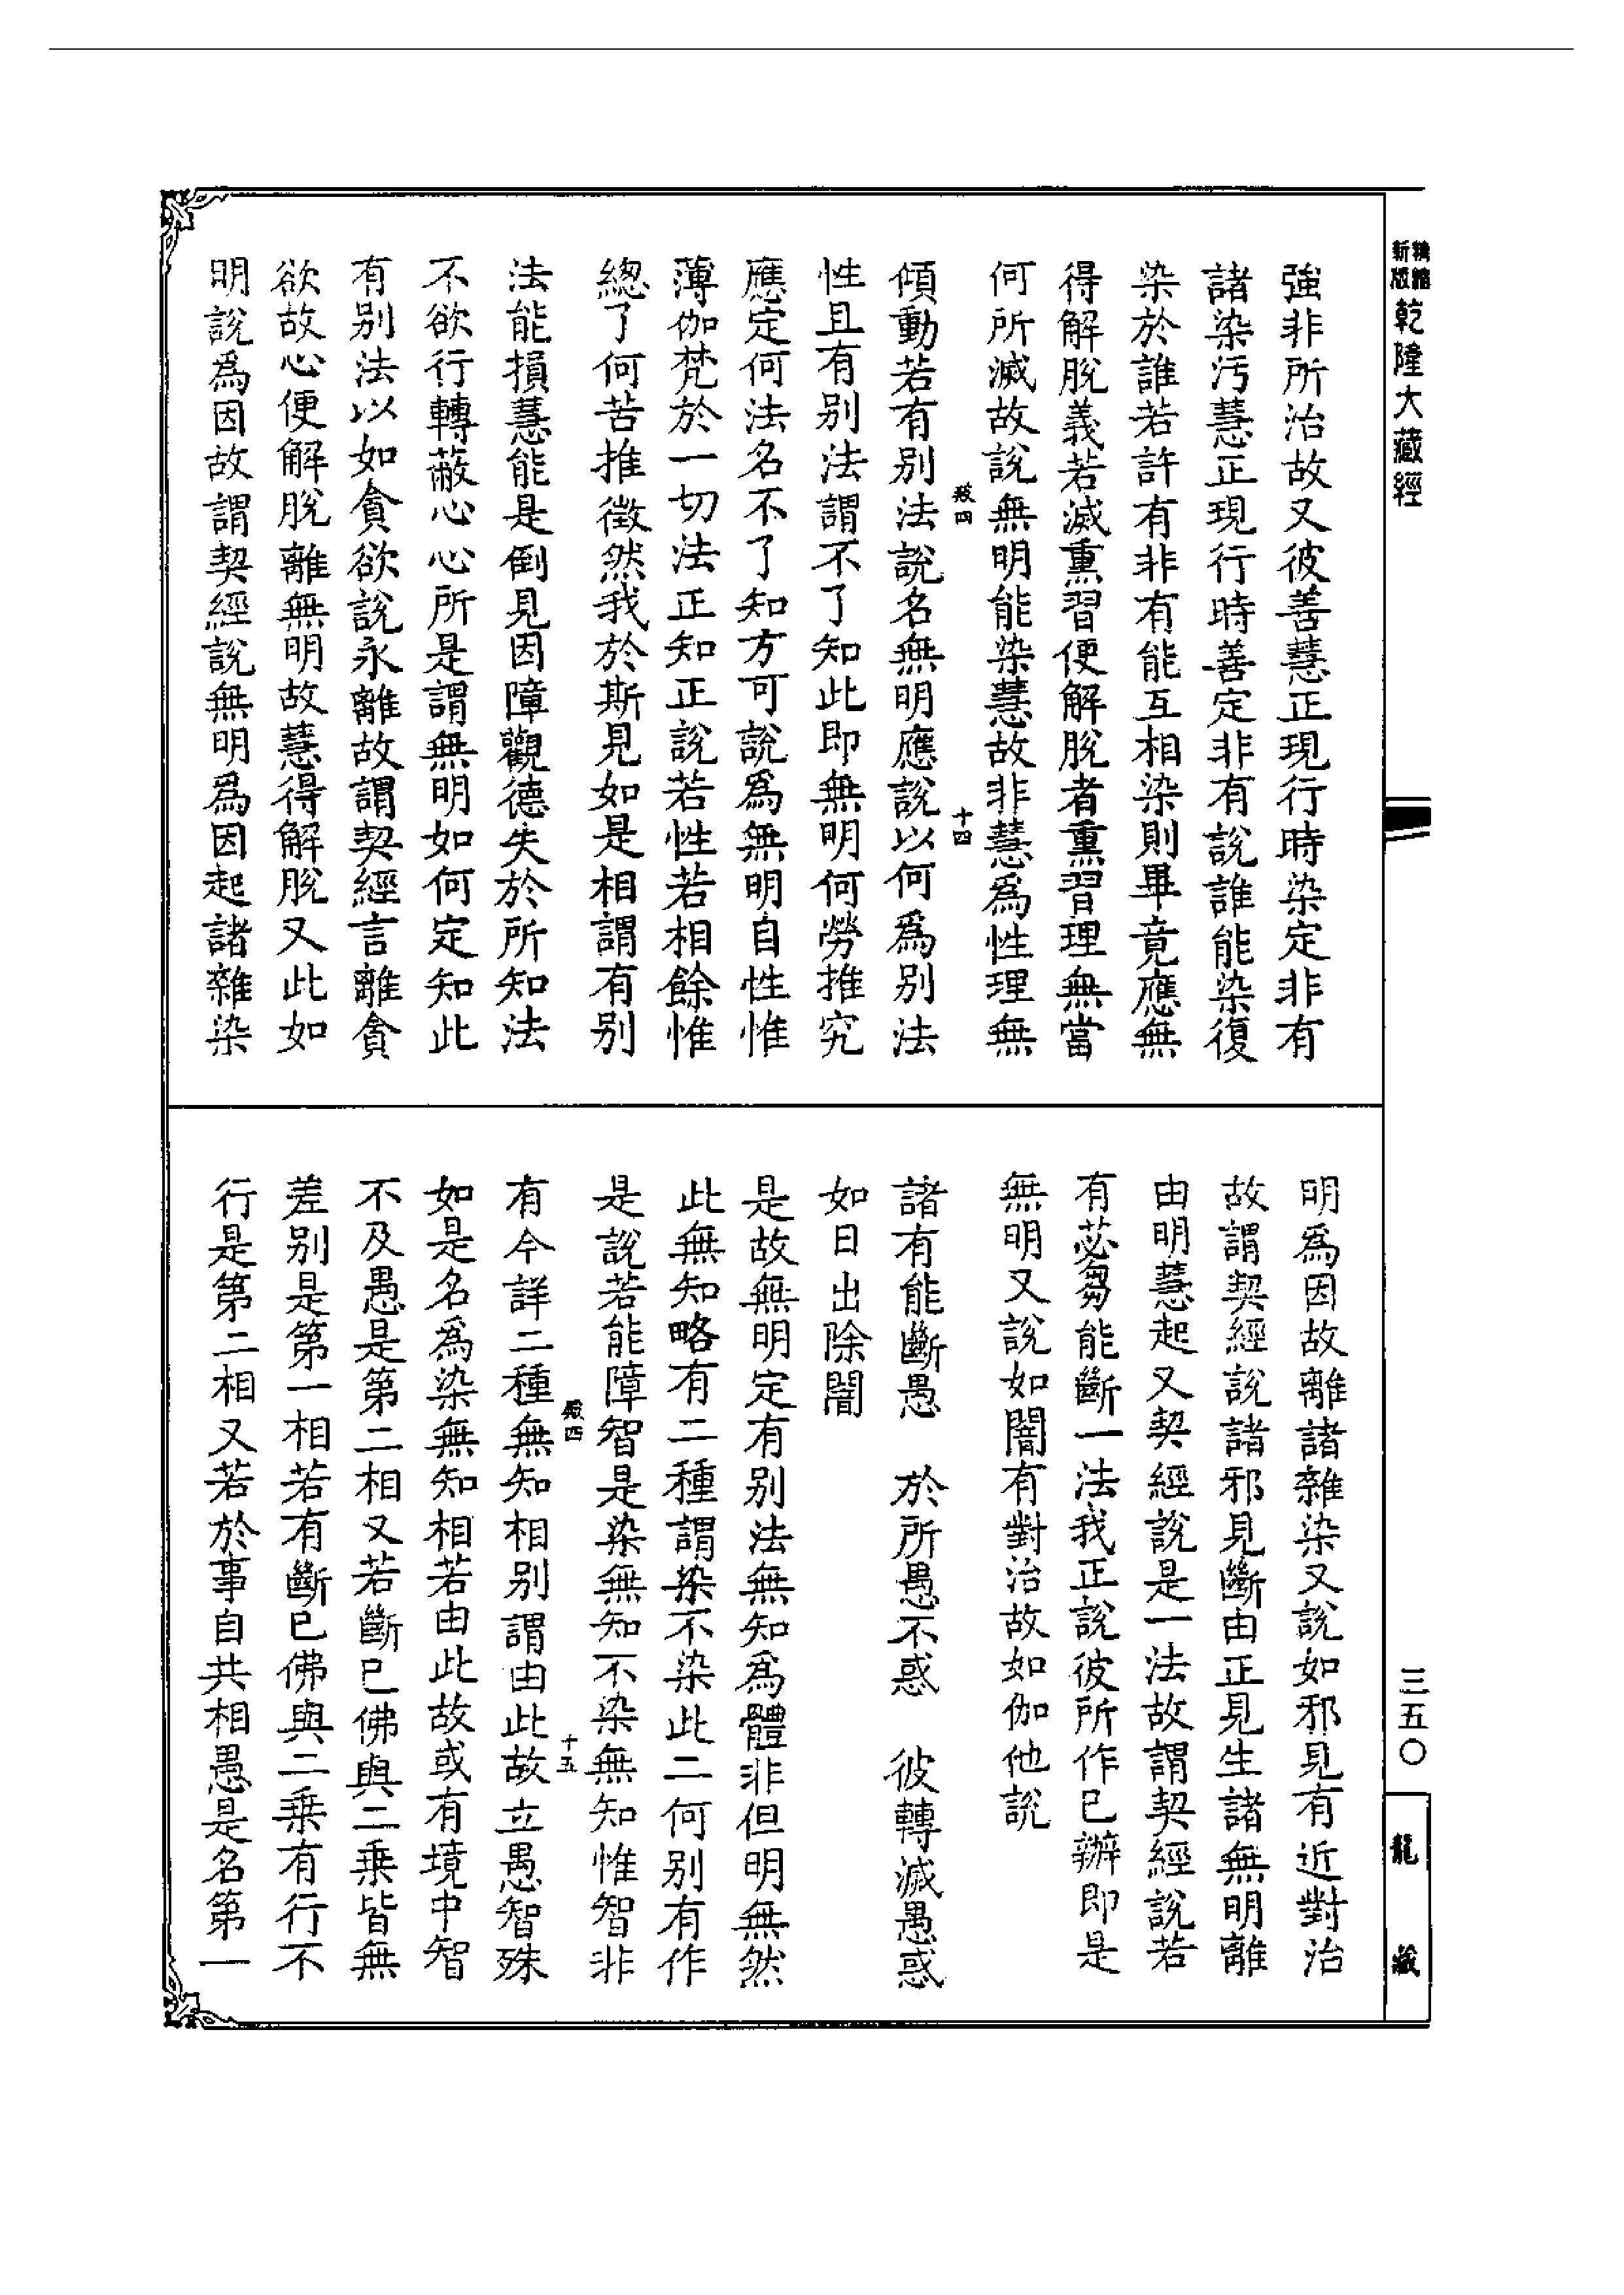 精縮新版乾隆大藏經
強非所治故又彼善慧正現行時染定非有
諸染污慧正現行時善定非有說誰能染復
染於誰若許有非有能互相染則畢竟應無
得解脫義若滅熏習便解脫者熏習理無當
何所滅故說無明能染慧故非慧為性理無
殿四 十四
傾動若有別法說名無明應說以何為別法
性且有別法謂不了知此即無明何勞推究
應定何法名不了知方可說為無明自性惟
薄伽梵於一切法正知正說若性若相餘惟
總了何苦推徵然我於斯見如是相謂有別
法能損慧能是倒見因障觀德失於所知法
不欲行轉蔽心心所是謂無明如何定知此
有別法以如貪欲說永離故謂契經言離貪
欲故心便解脫離無明故慧得解脫又此如
明說為因故謂契經說無明為因起諸雜染
明為因故離諸雜染又說如邪見有近對治
故謂契經說諸邪見斷由正見生諸無明離
由明慧起又契經說是一法故謂契經說若
有苾芻能斷一法我正說彼所作已辦即是
無明又說如闇有對治故如伽他說
諸有能斷愚 於所愚不惑 彼轉滅愚惑
如日出除闇
是故無明定有別法無知為體非但明無然
此無知略有二種謂染不染此二何別有作
是說若能障智是染無知不染無知惟智非
殿四 十五
有今詳二種無知相別謂由此故立愚智殊
如是名為染無知相若由此故或有境中智
不及愚是第二相又若斷已佛與二乘皆無
差別是第一相若有斷已佛與二乘有行不
行是第二相又若於事自共相愚是名第一
三五〇
龍藏